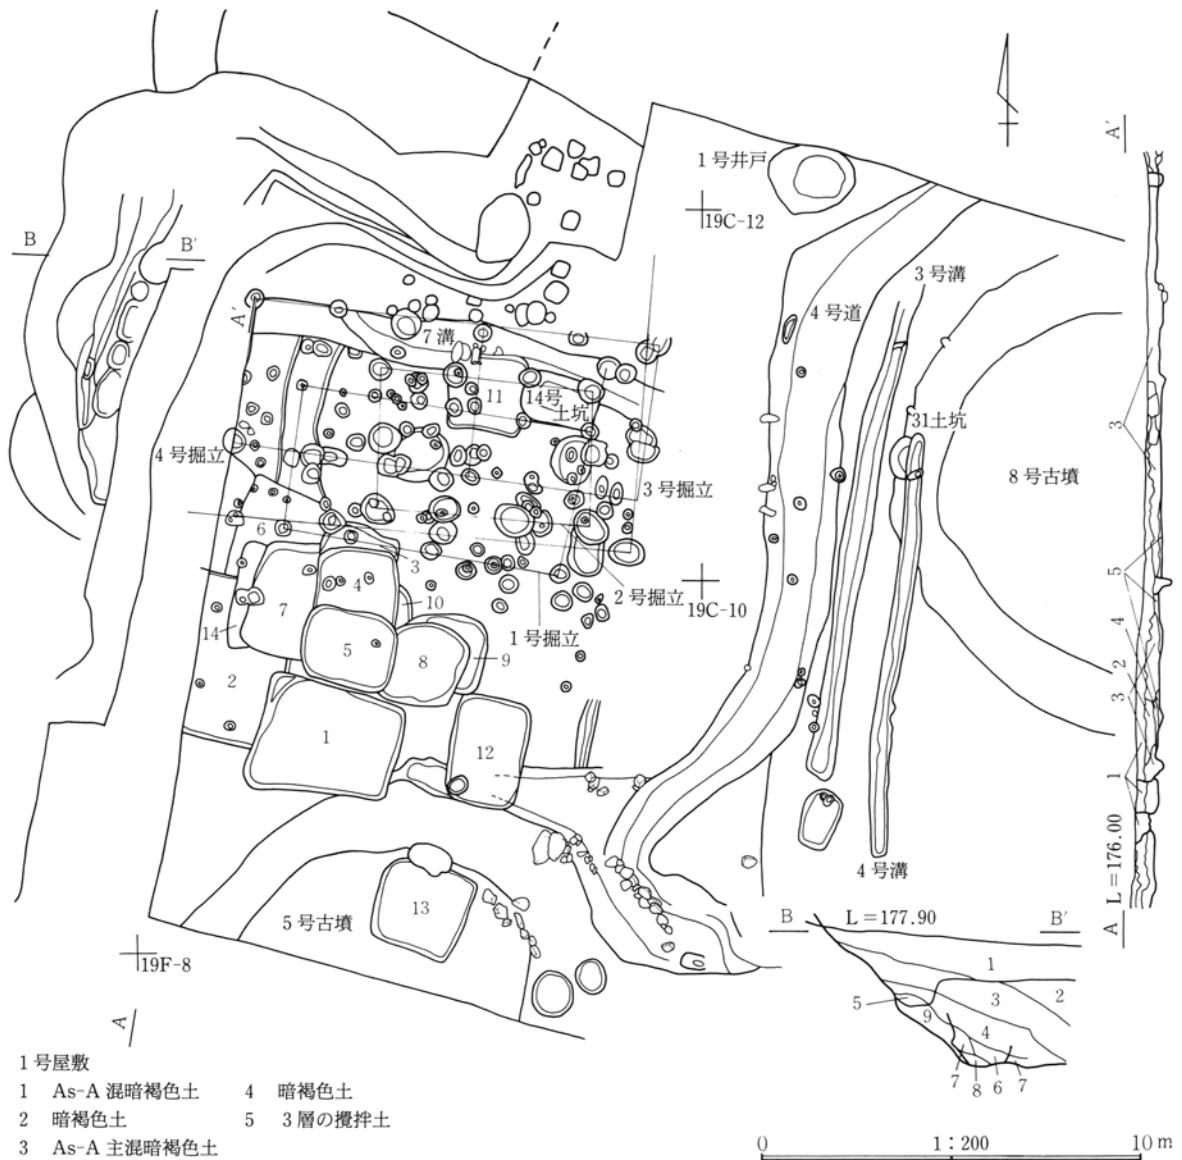 1号井戸
19C-12
A′
B
B′
3号溝
4号道
A′
7溝
11
14号
土坑
31土坑
3
4号掘立
3号掘立
8号古墳
6
3
4
7
10
2号掘立
19C-10
5
14
1号掘立
4
5
8
9
2
2
3
1
12
1
4号溝
L＝176.00
13
5号古墳
B
L＝177.90
B′
A
19F-8
1
5
3
2
9
4
7
8
6
7
A
1号屋敷
1 As-A 混暗褐色土
4 暗褐色土
2 暗褐色土
5 3層の攪拌土
3 As-A 主混暗褐色土
0
1：200
10 m